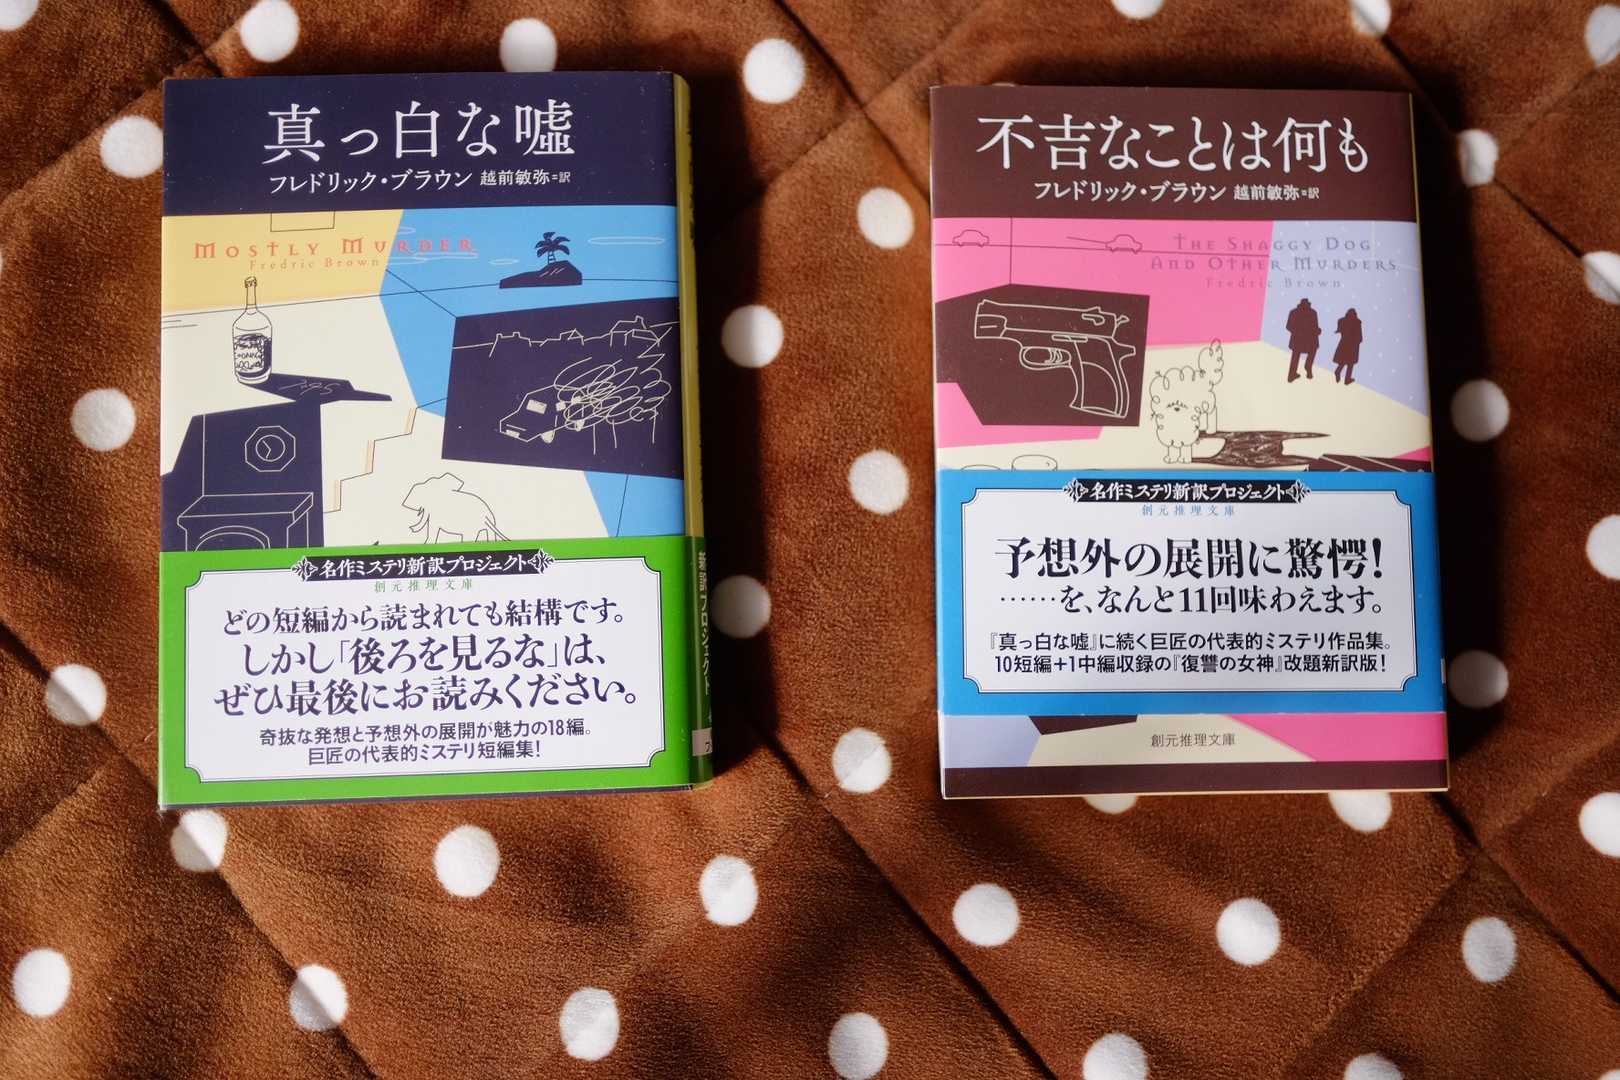 真っ白な嘘
フレドリック・ブラウン 越前敏弥=訳
MOSTLY MURDER
Fredric Brown
名作ミステリ新訳プロジェクト
創元推理文庫
どの短編から読まれても結構です。
しかし「後ろを見るな」は、
ぜひ最後にお読みください。
奇抜な発想と予想外の展開が魅力の18編。
巨匠の代表的ミステリ短編集!
新訳プロジェクト
不吉なことは何も
フレドリック・ブラウン 越前敏弥=訳
THE SHAGGY DOG
AND OTHER MURDERS
Fredric Brown
名作ミステリ新訳プロジェクト
創元推理文庫
予想外の展開に驚愕!
……を、なんと11回味わえます。
『真っ白な嘘』に続く巨匠の代表的ミステリ作品集。
10短編+1中編収録の『復讐の女神』改題新訳版!
創元推理文庫